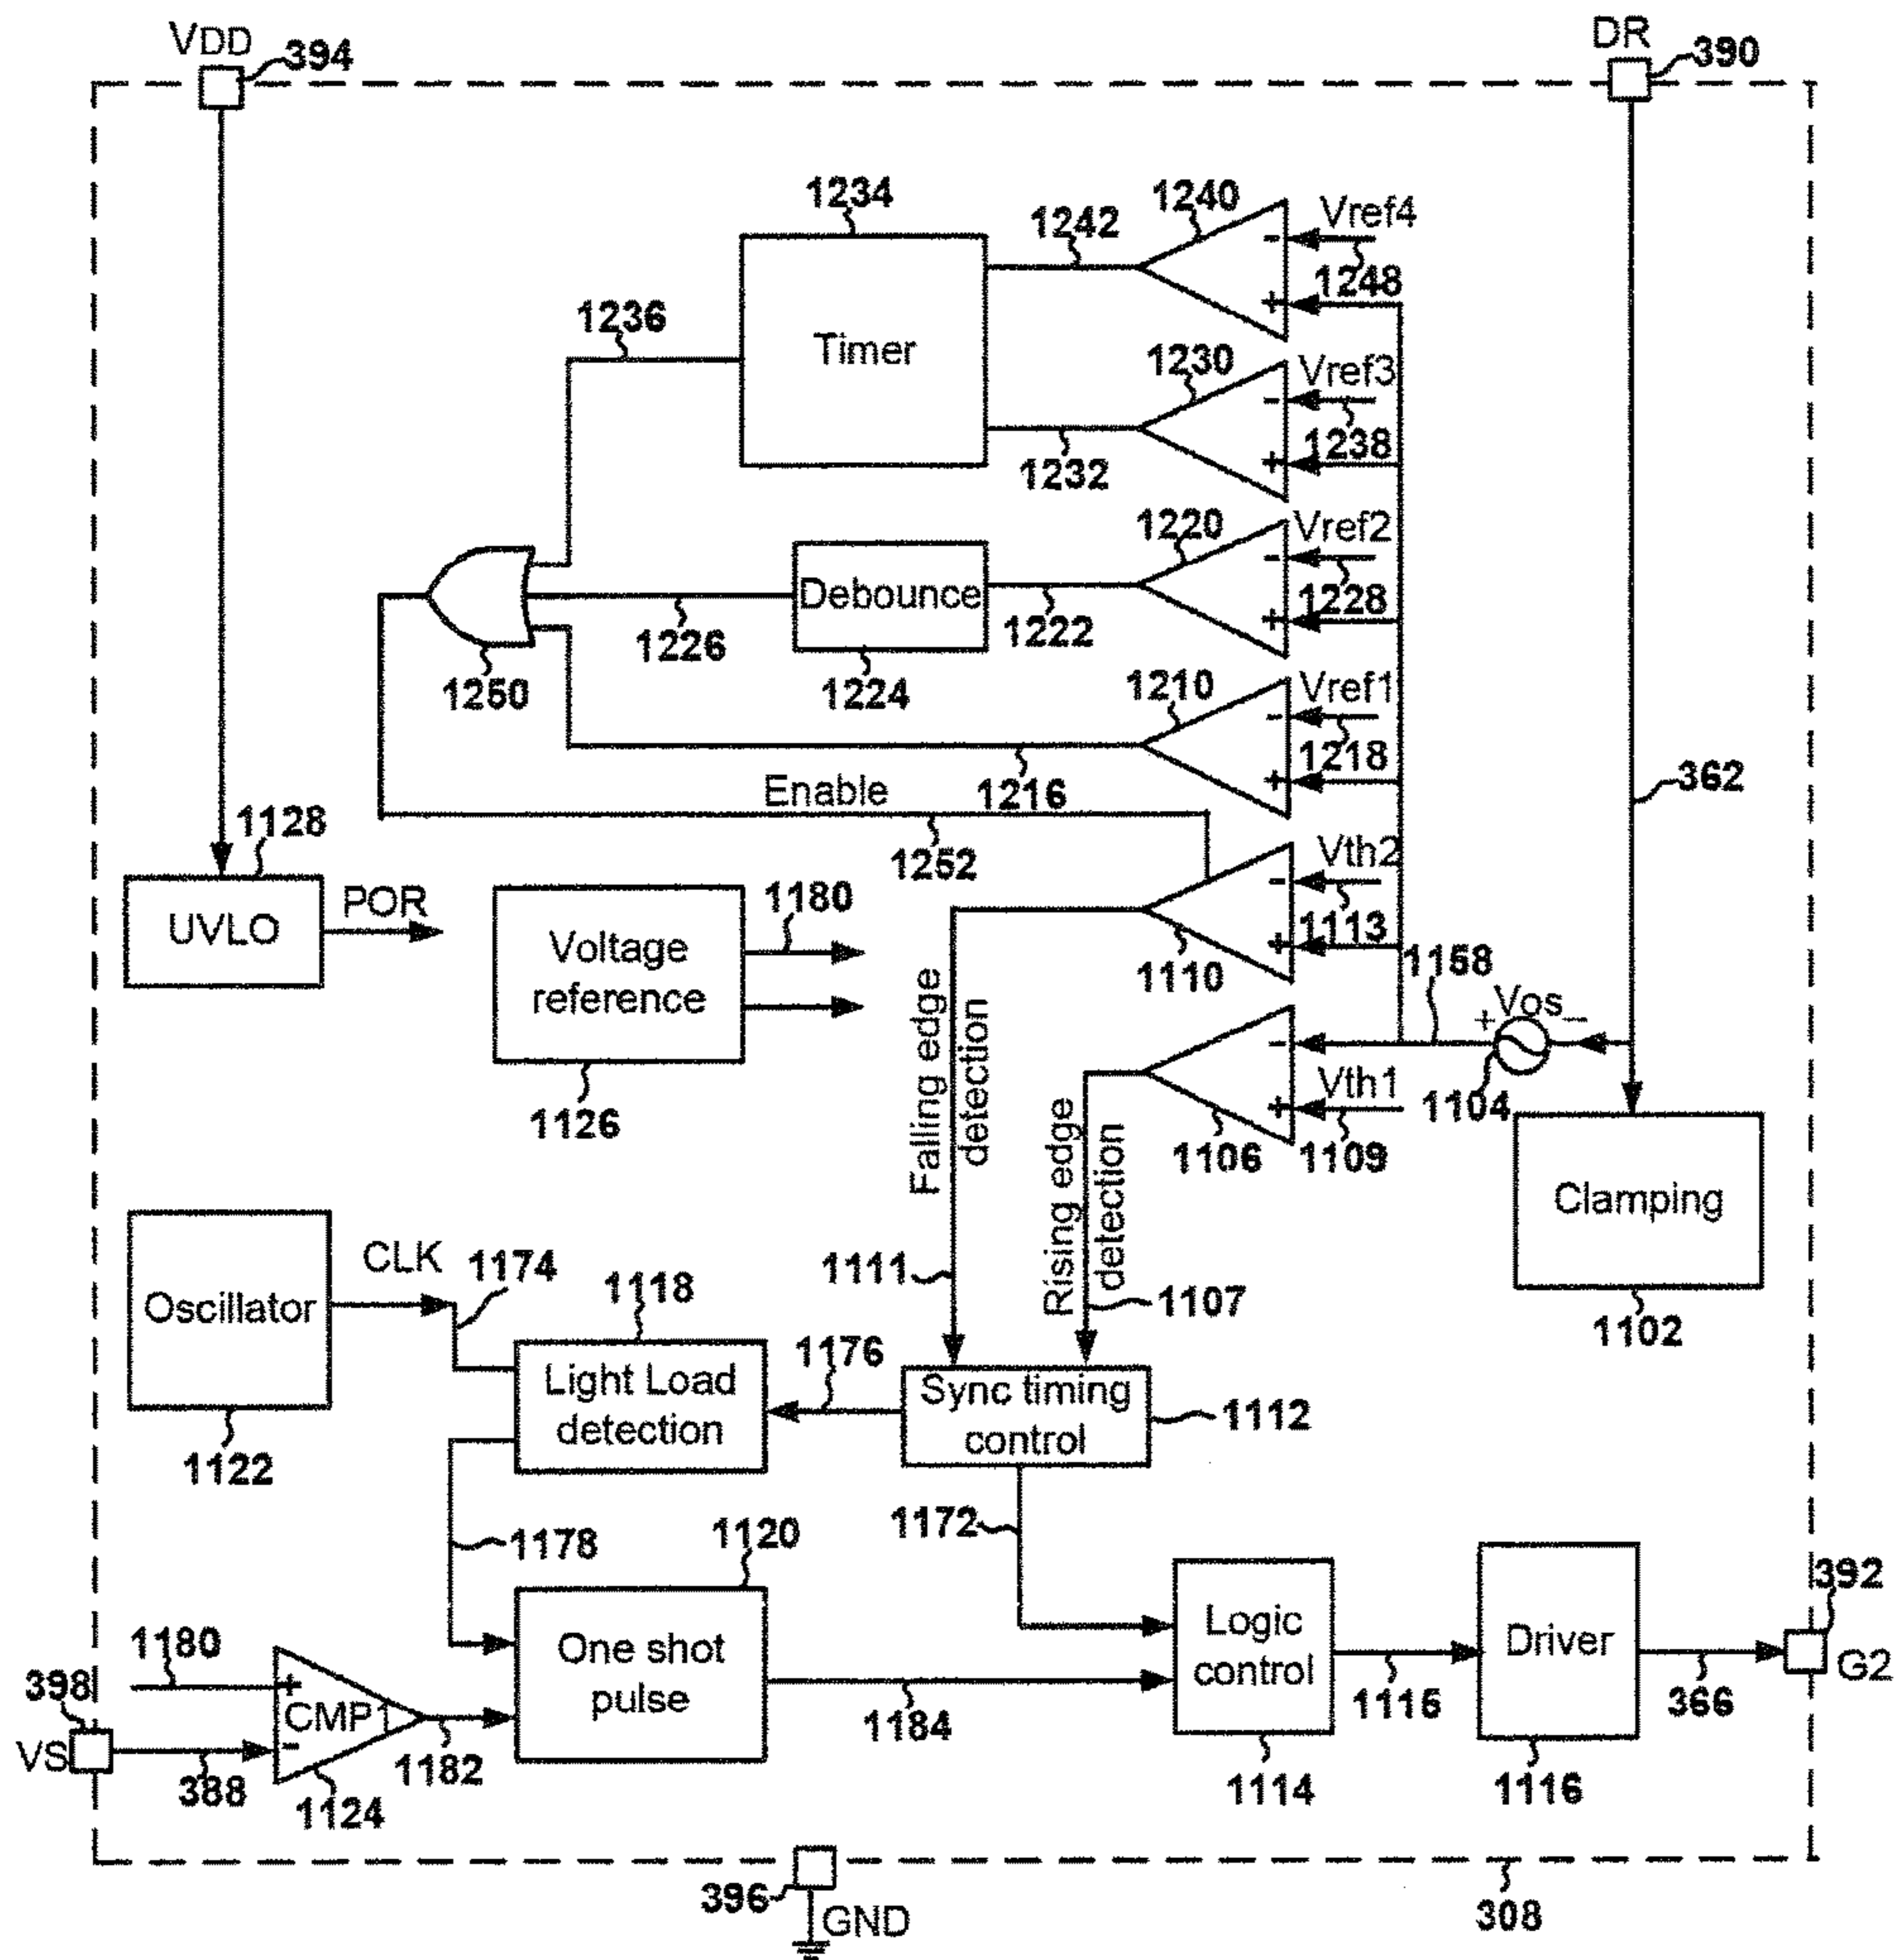 VDD
394
DR
390
1234
1240
Vref4
1242
1248
-
+
1236
Timer
1230
Vref3
1238
-
+
1232
1220
Vref2
1228
-
+
Debounce
1222
1226
1224
1250
1210
Vref1
1218
-
+
1216
Enable
1252
362
1128
UVLO
POR
Voltage
reference
1180
1126
Vth2
1113
-
+
1110
1158
+ Vos -
1104
-
Vth1
+
1106
1109
Falling edge
detection
Rising edge
detection
Clamping
1102
1111
1107
Oscillator
CLK
1174
1122
1118
Light Load
detection
1176
Sync timing
control
1112
1178
1120
1172
One shot
pulse
1184
Logic
control
1114
1115
Driver
1116
366
392
G2
1180
398
VS
388
+
CMP1
-
1124
1182
396
GND
308